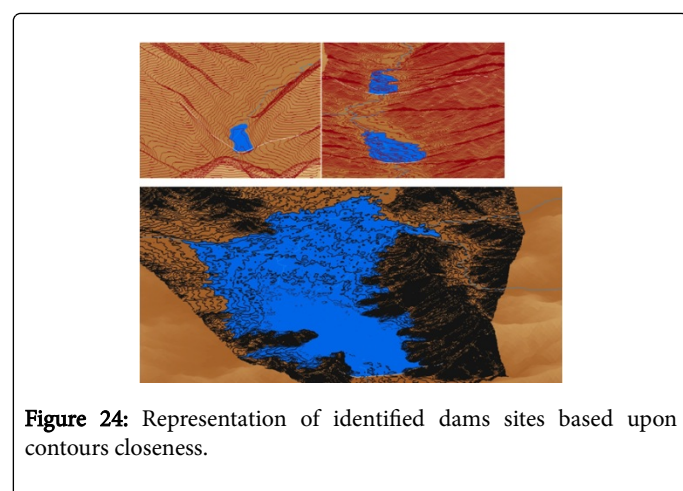 Figure 24: Representation of identified dams sites based upon
contours closeness.